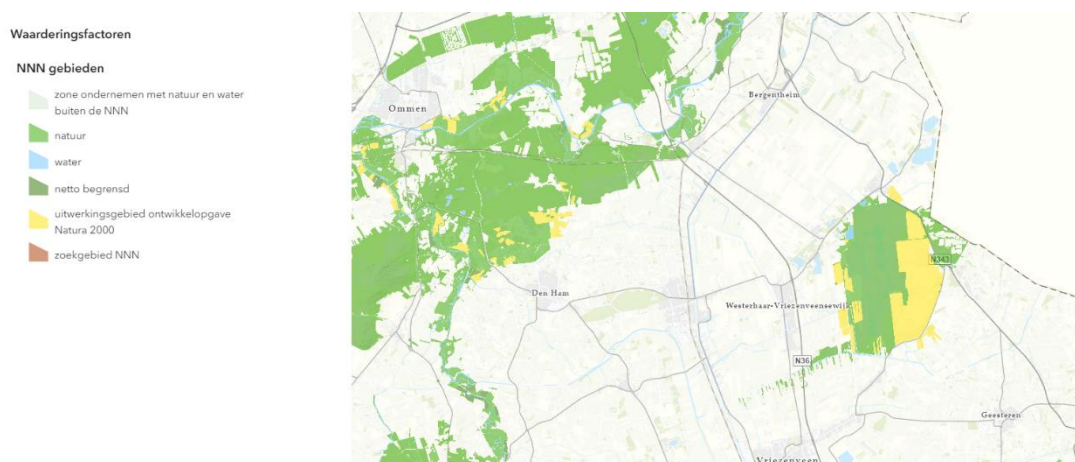 Waarderingsfactoren
NNN gebieden
zone ondernemen met natuur en water
buiten de NNN
natuur
water
netto begrensd
uitwerkingsgebied ontwikkelopgave
Natura 2000
zoekgebied NNN
Ommen
Bergentheim
N343
Den Ham
Westerhaar-Vriezenveensewijk
N36
Geesteren
Vriezenveen